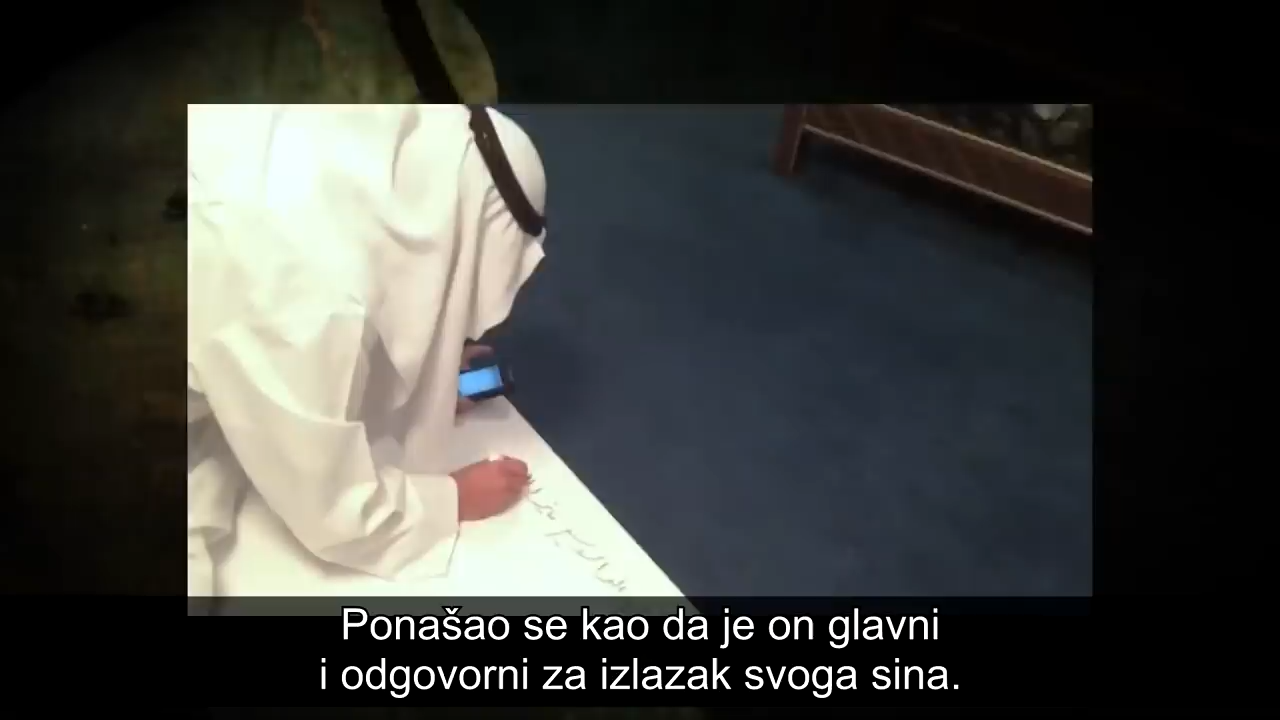 Ponašao se kao da je on glavni
i odgovorni za izlazak svoga sina.